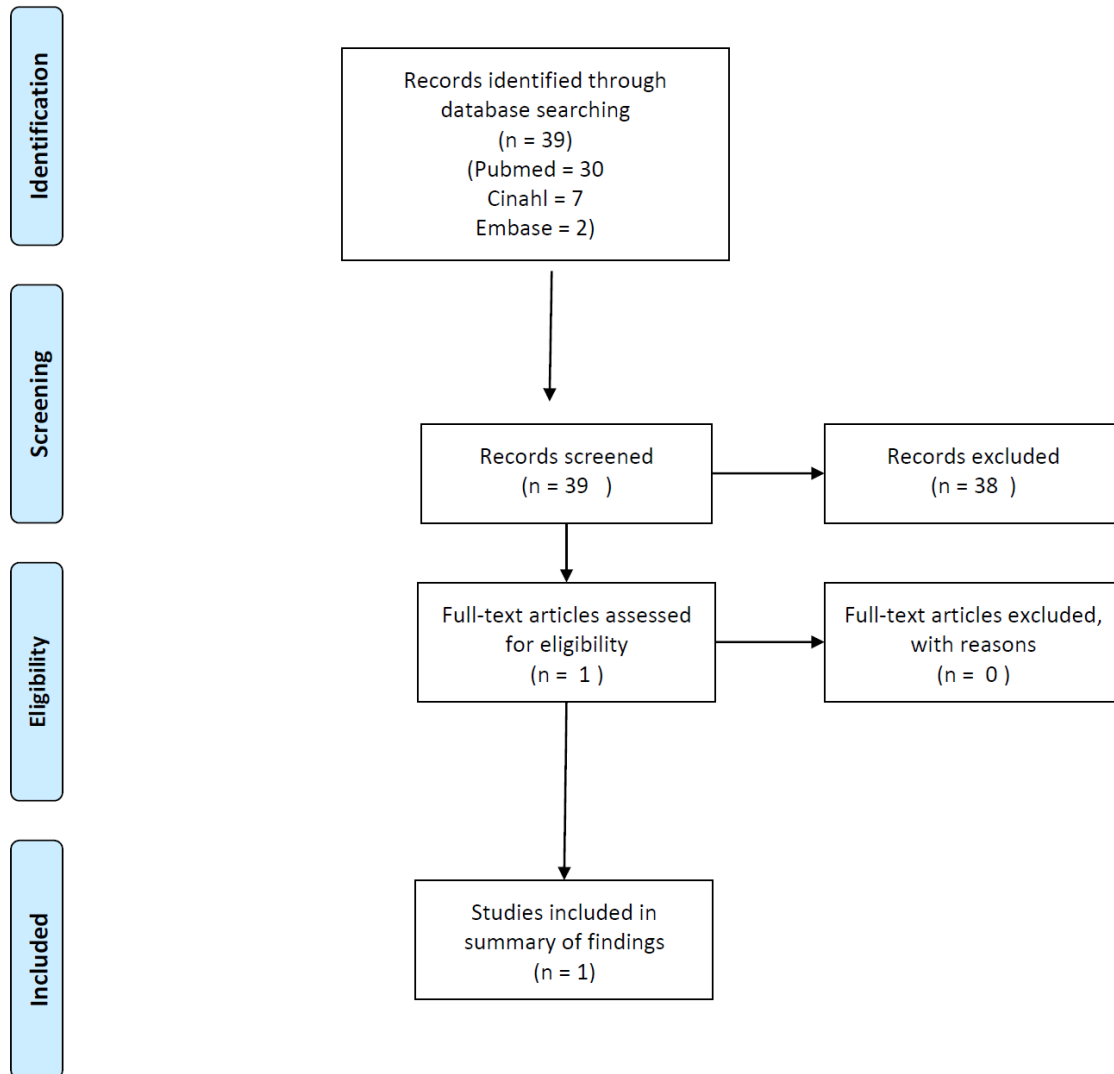 Identification
Records identified through
database searching
(n = 39)
(Pubmed = 30
Cinahl = 7
Embase = 2)
Screening
Records screened
(n = 39   )
Records excluded
(n = 38   )
Eligibility
Full-text articles assessed
for eligibility
(n =  1 )
Full-text articles excluded,
with reasons
(n =  0 )
Included
Studies included in
summary of findings
(n = 1)